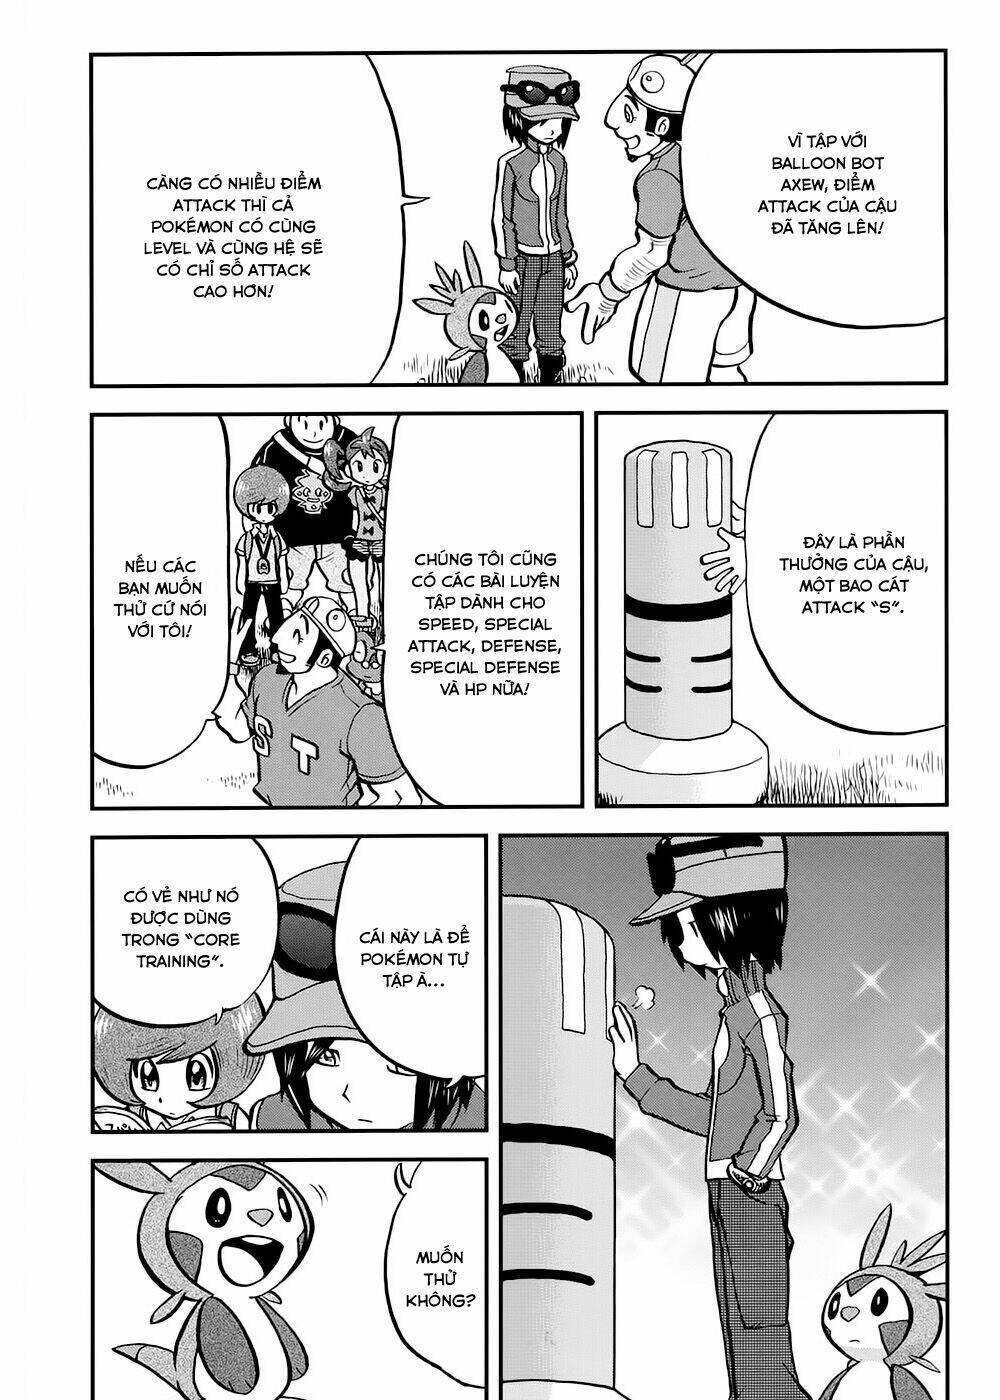 VÌ TẬP VỚI
BALLOON BOT
AXEW, ĐIỂM
ATTACK CỦA CẬU
ĐÃ TĂNG LÊN!
CÀNG CÓ NHIỀU ĐIỂM
ATTACK THÌ CẢ
POKÉMON CÓ CÙNG
LEVEL VÀ CÙNG HỆ SẼ
CÓ CHỈ SỐ ATTACK
CAO HƠN!
ĐÂY LÀ PHẦN
THƯỞNG CỦA CẬU,
MỘT BAO CÁT
ATTACK "S".
CHÚNG TÔI CŨNG
CÓ CÁC BÀI LUYỆN
TẬP DÀNH CHO
SPEED, SPECIAL
ATTACK, DEFENSE,
SPECIAL DEFENSE
VÀ HP NỮA!
NẾU CÁC
BẠN MUỐN
THỬ CỨ NÓI
VỚI TÔI!
S T
CÁI NÀY LÀ ĐỂ
POKÉMON TỰ
TẬP À...
CÓ VẺ NHƯ NÓ
ĐƯỢC DÙNG
TRONG "CORE
TRAINING".
MUỐN
THỬ
KHÔNG?